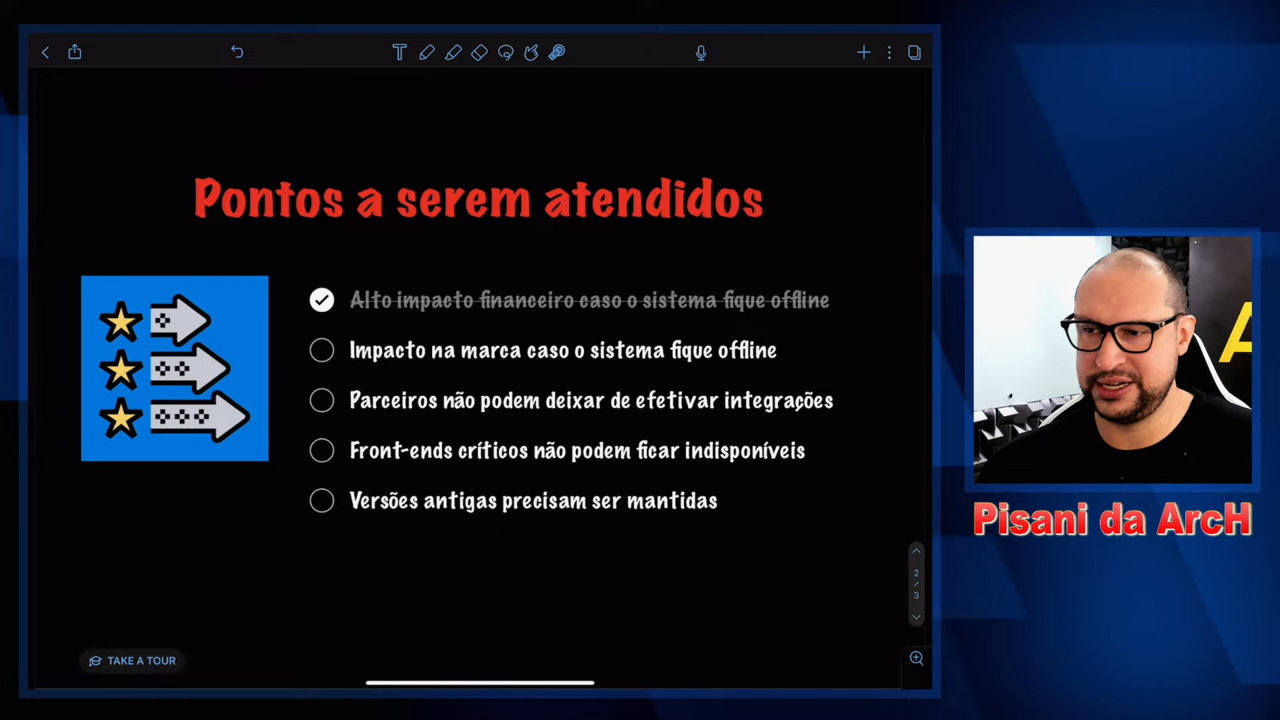 T
Pontos a serem atendidos
Alto impacto financeiro caso o sistema fique offline
Impacto na marca caso o sistema fique offline
Parceiros não podem deixar de efetivar integrações
Front-ends críticos não podem ficar indisponíveis
Versões antigas precisam ser mantidas
2
/
3
TAKE A TOUR
A
Pisani da ArcH